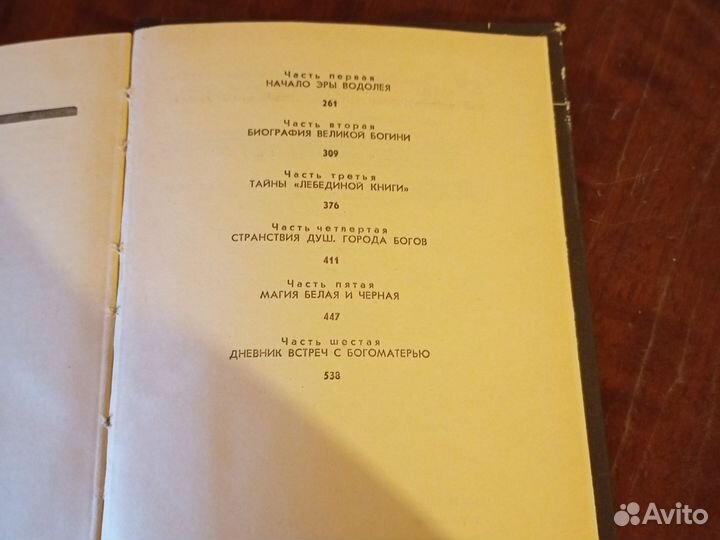 Часть первая
НАЧАЛО ЭРЫ ВОДОЛЕЯ
261
Часть вторая
БИОГРАФИЯ ВЕЛИКОЙ БОГИНИ
309
Часть третья
ТАЙНЫ «ЛЕБЕДИНОЙ КНИГИ»
376
Часть четвертая
СТРАНСТВИЯ ДУШ. ГОРОДА БОГОВ
411
Часть пятая
МАГИЯ БЕЛАЯ И ЧЕРНАЯ
447
Часть шестая
ДНЕВНИК ВСТРЕЧ С БОГОМАТЕРЬЮ
538
Avito